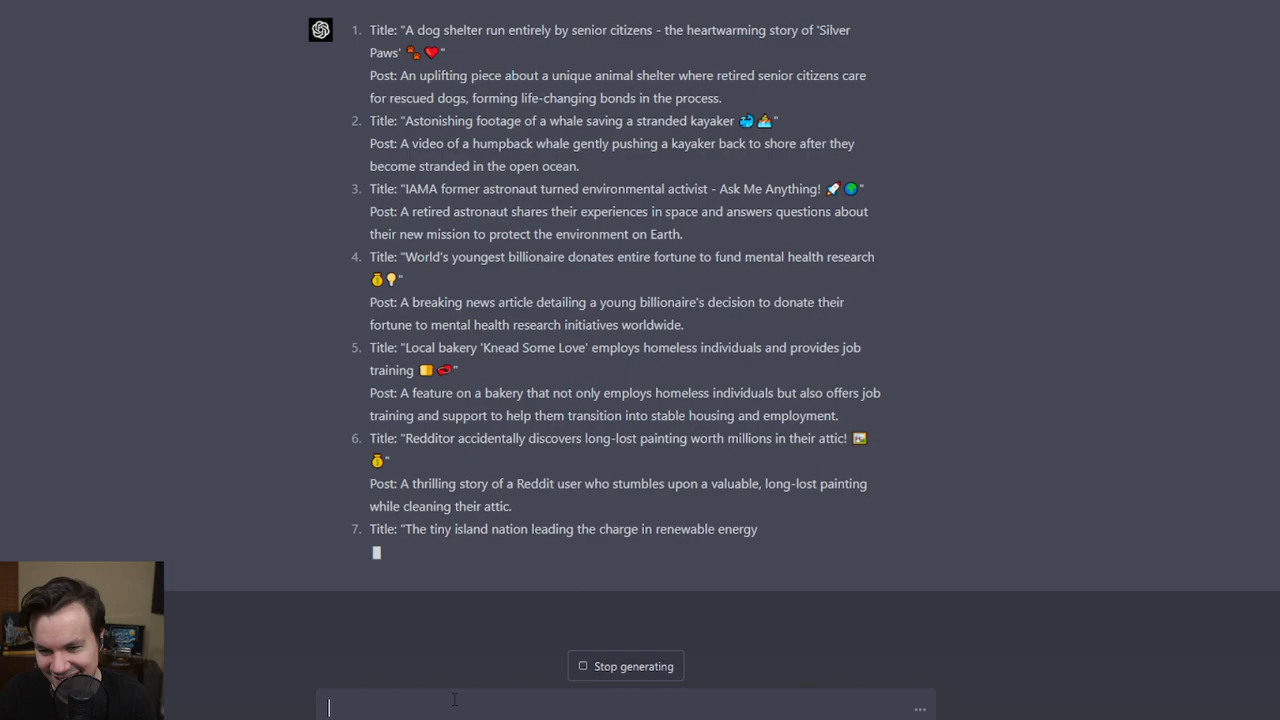 1. Title: "A dog shelter run entirely by senior citizens - the heartwarming story of 'Silver
Paws' 🐾❤️"
Post: An uplifting piece about a unique animal shelter where retired senior citizens care
for rescued dogs, forming life-changing bonds in the process.
2. Title: "Astonishing footage of a whale saving a stranded kayaker 🐋🚣"
Post: A video of a humpback whale gently pushing a kayaker back to shore after they
become stranded in the open ocean.
3. Title: "IAMA former astronaut turned environmental activist - Ask Me Anything! 🚀🌍"
Post: A retired astronaut shares their experiences in space and answers questions about
their new mission to protect the environment on Earth.
4. Title: "World's youngest billionaire donates entire fortune to fund mental health research
💰💡"
Post: A breaking news article detailing a young billionaire's decision to donate their
fortune to mental health research initiatives worldwide.
5. Title: "Local bakery 'Knead Some Love' employs homeless individuals and provides job
training 🍞❤️"
Post: A feature on a bakery that not only employs homeless individuals but also offers job
training and support to help them transition into stable housing and employment.
6. Title: "Redditor accidentally discovers long-lost painting worth millions in their attic! 🖼️
💰"
Post: A thrilling story of a Reddit user who stumbles upon a valuable, long-lost painting
while cleaning their attic.
7. Title: "The tiny island nation leading the charge in renewable energy
Stop generating